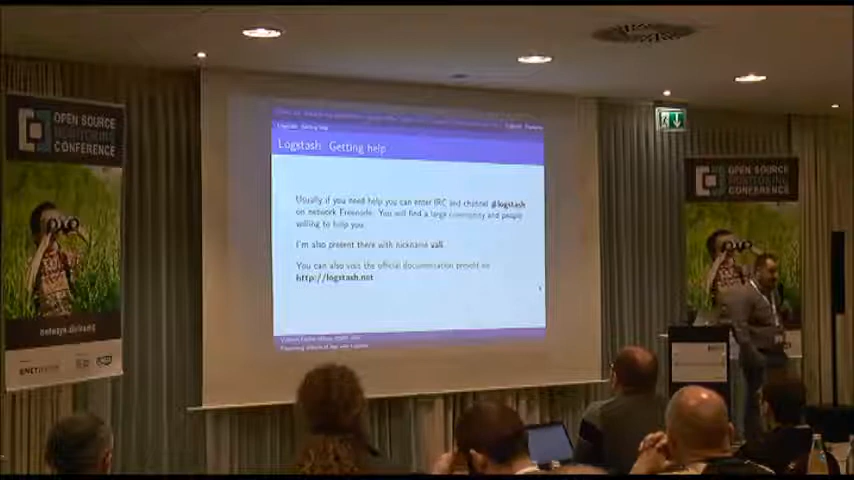 OPEN SOURCE
MONITORING
CONFERENCE
Logstash Getting help
Usually if you need help you can enter IRC and channel @logstash
on network Freenode. You will find a large community and people
willing to help you.
I'm also present there with nickname
You can also visit the official documentation present on
http://logstash.net
OPEN SOURCE
MONITORING
CONFERENCE